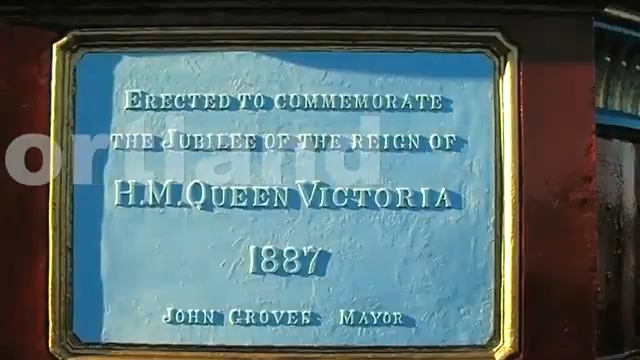 ERECTED TO COMMEMORATE
THE JUBILEE OF THE REIGN OF
ortland
H.M. QUEEN VICTORIA
1887
JOHN GROVES MAYOR